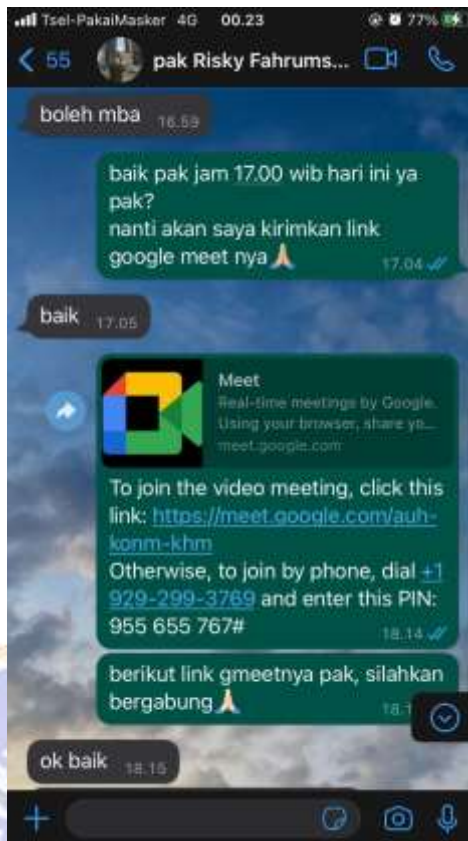 Tsel-PakaiMasker 4G 00.23 77%
55 pak Risky Fahrums...
boleh mba 16.59
baik pak jam 17.00 wib hari ini ya
pak?
nanti akan saya kirimkan link
google meet nya🙏🏻 17.04
baik 17.05
Meet
Real-time meetings by Google.
Using your browser, share yo...
meet.google.com
To join the video meeting, click this
link: https://meet.google.com/auh-
konm-khm
Otherwise, to join by phone, dial +1
929-299-3769 and enter this PIN:
955 655 767# 18.14
berikut link gmeetnya pak, silahkan
bergabung🙏🏻
ok baik 18.15